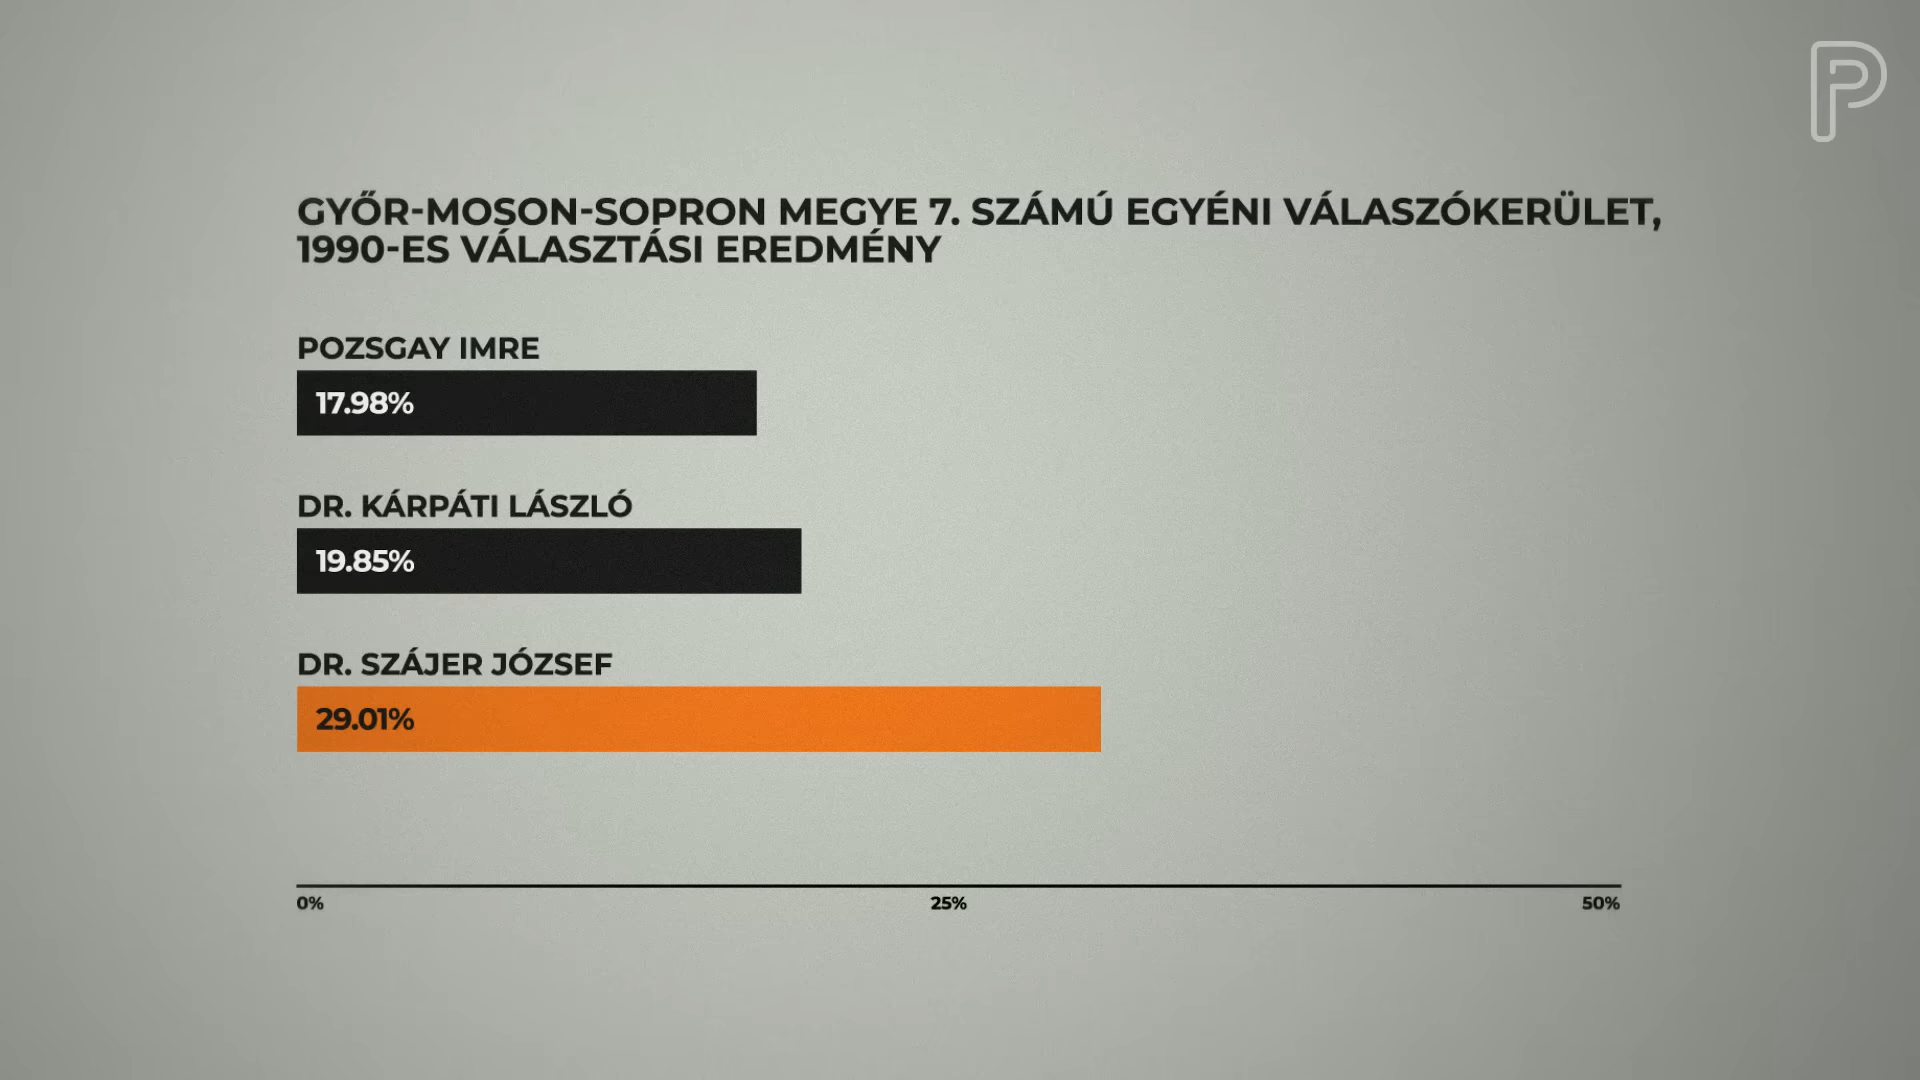 GYŐR-MOSON-SOPRON MEGYE 7. SZÁMÚ EGYÉNI VÁLASZÓKERÜLET,
1990-ES VÁLASZTÁSI EREDMÉNY
POZSGAY IMRE
17.98%
DR. KÁRPÁTI LÁSZLÓ
19.85%
DR. SZÁJER JÓZSEF
29.01%
0% 25% 50%